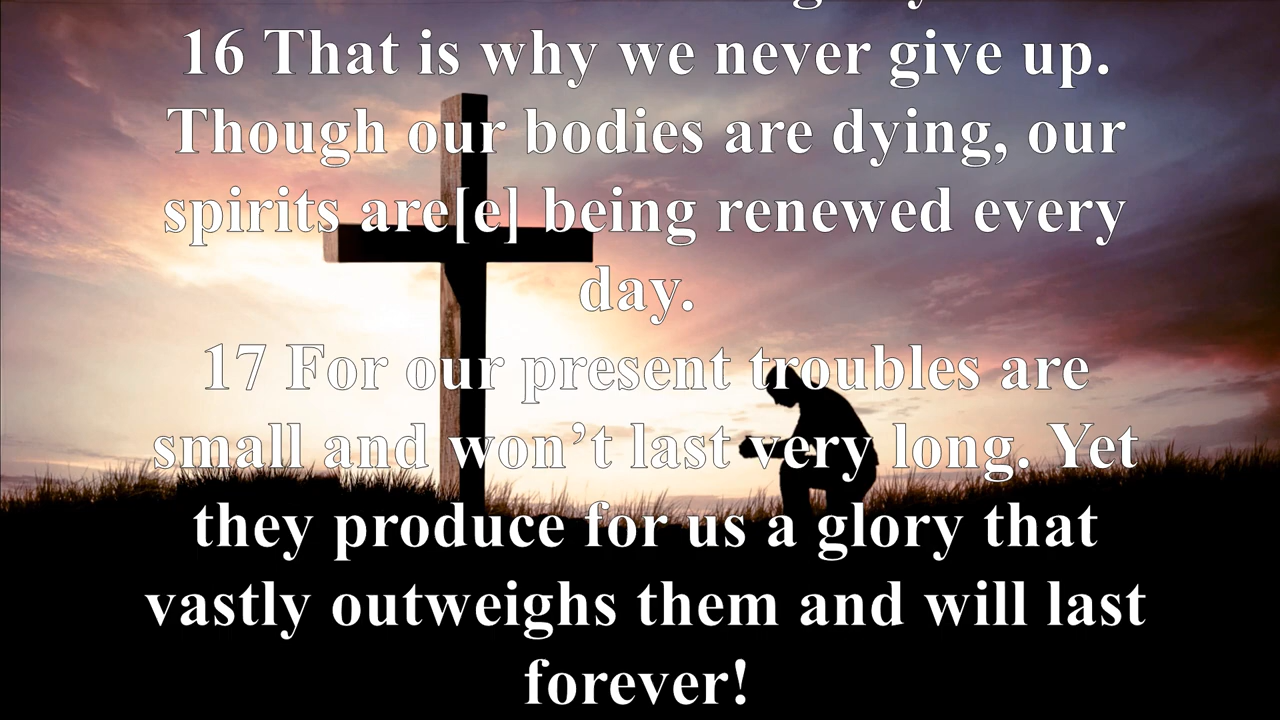 16 That is why we never give up.
Though our bodies are dying, our
spirits are[e] being renewed every
day.
17 For our present troubles are
small and won’t last very long. Yet
they produce for us a glory that
vastly outweighs them and will last
forever!